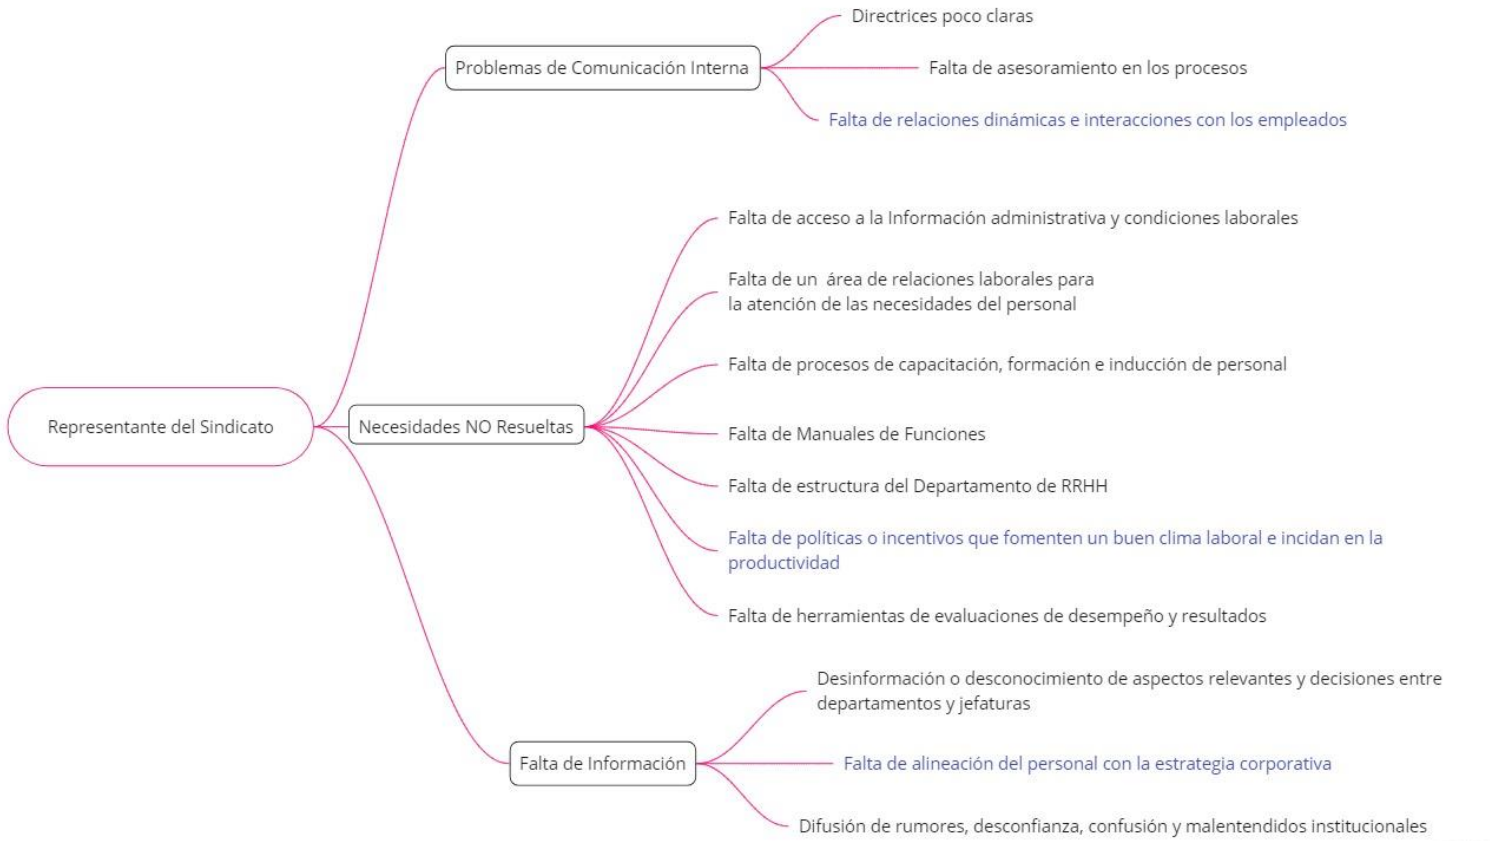 Directrices poco claras
Problemas de Comunicación Interna
Falta de asesoramiento en los procesos
Falta de relaciones dinámicas e interacciones con los empleados
Falta de acceso a la Información administrativa y condiciones laborales
Falta de un  área de relaciones laborales para
la atención de las necesidades del personal
Falta de procesos de capacitación, formación e inducción de personal
Representante del Sindicato
Necesidades NO Resueltas
Falta de Manuales de Funciones
Falta de estructura del Departamento de RRHH
Falta de políticas o incentivos que fomenten un buen clima laboral e incidan en la
productividad
Falta de herramientas de evaluaciones de desempeño y resultados
Desinformación o desconocimiento de aspectos relevantes y decisiones entre
departamentos y jefaturas
Falta de Información
Falta de alineación del personal con la estrategia corporativa
Difusión de rumores, desconfianza, confusión y malentendidos institucionales